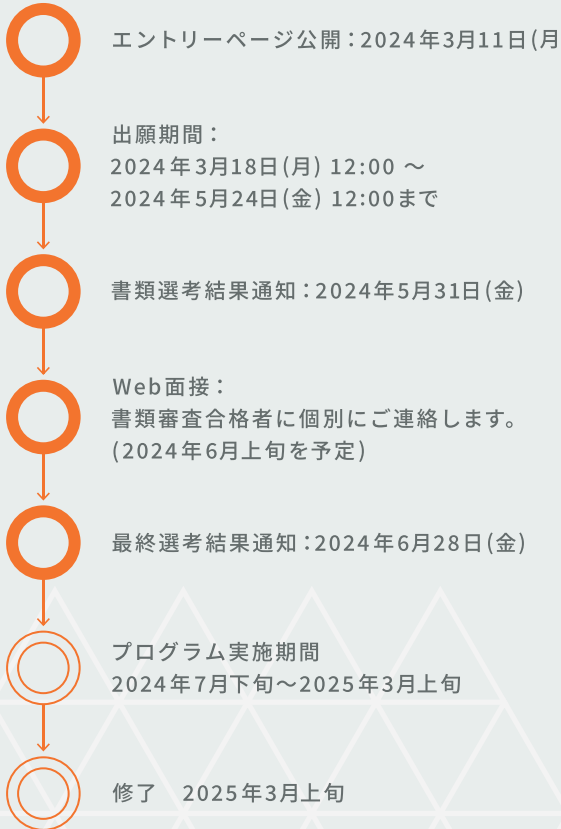 エントリーページ公開：2024年3月11日(月
出願期間：
2024年3月18日(月) 12:00 ～
2024年5月24日(金) 12:00まで
書類選考結果通知：2024年5月31日(金)
Web面接：
書類審査合格者に個別にご連絡します。
(2024年6月上旬を予定)
最終選考結果通知：2024年6月28日(金)
プログラム実施期間
2024年7月下旬～2025年3月上旬
修了　2025年3月上旬